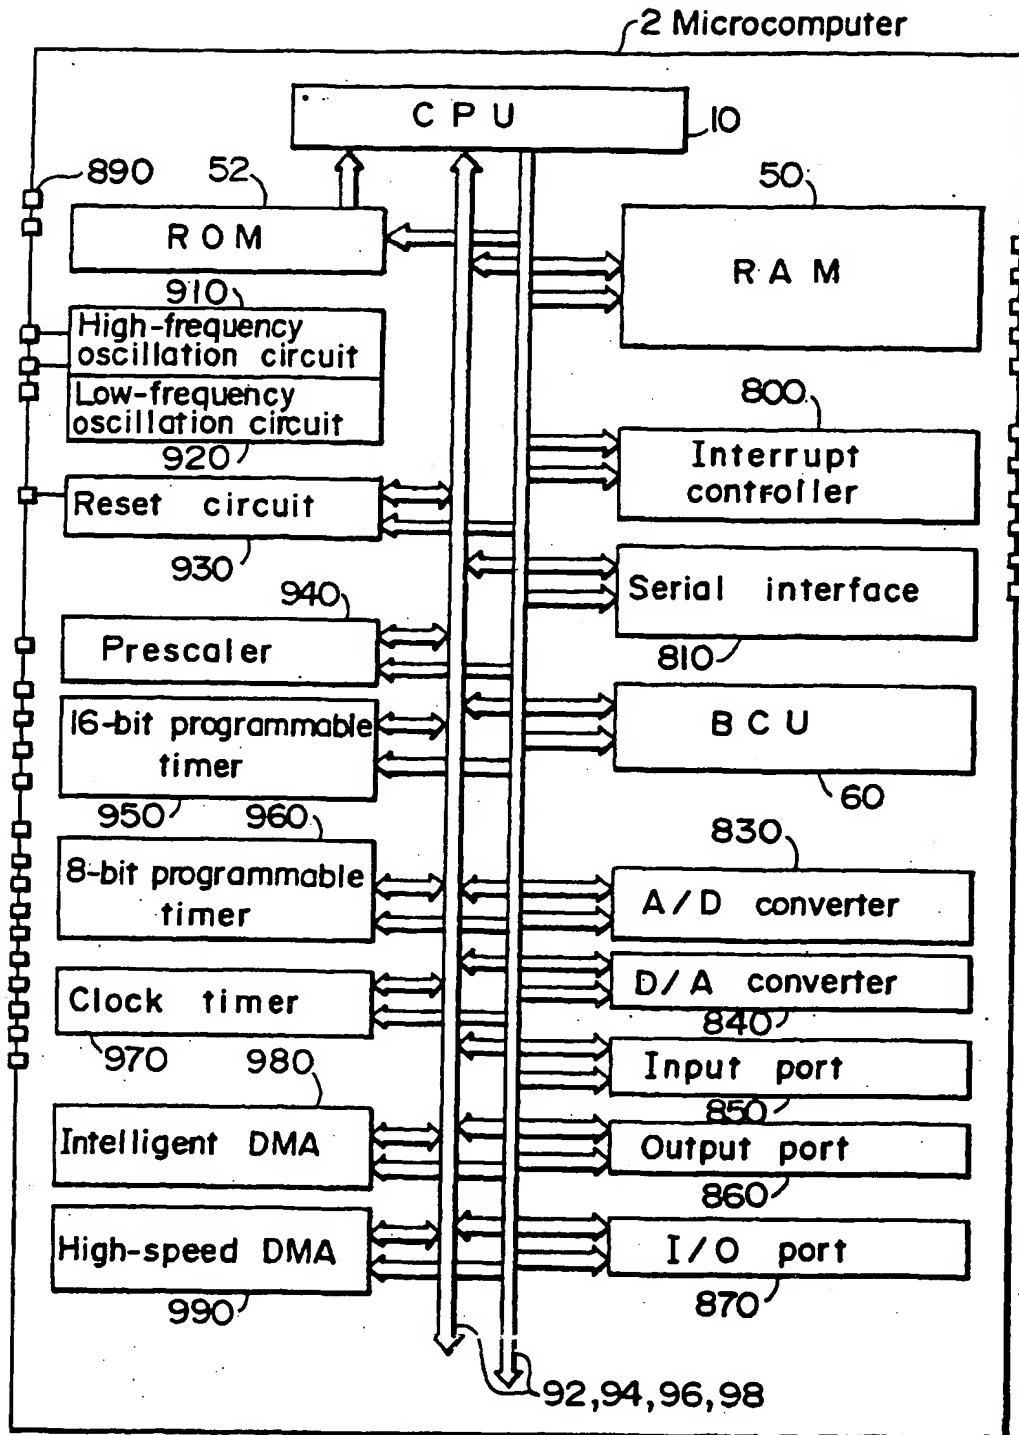 2 Microcomputer
CPU
10
890
52
50
ROM
RAM
910
High-frequency
oscillation circuit
Low-frequency
oscillation circuit
920
800
Interrupt
controller
Reset circuit
930
Serial interface
810
940
Prescaler
BCU
60
16-bit programmable
timer
950
960
830
8-bit programmable
timer
A/D converter
D/A converter
840
Clock timer
970
980
Input port
850
Intelligent DMA
Output port
860
High-speed DMA
990
I/O port
870
92,94,96,98